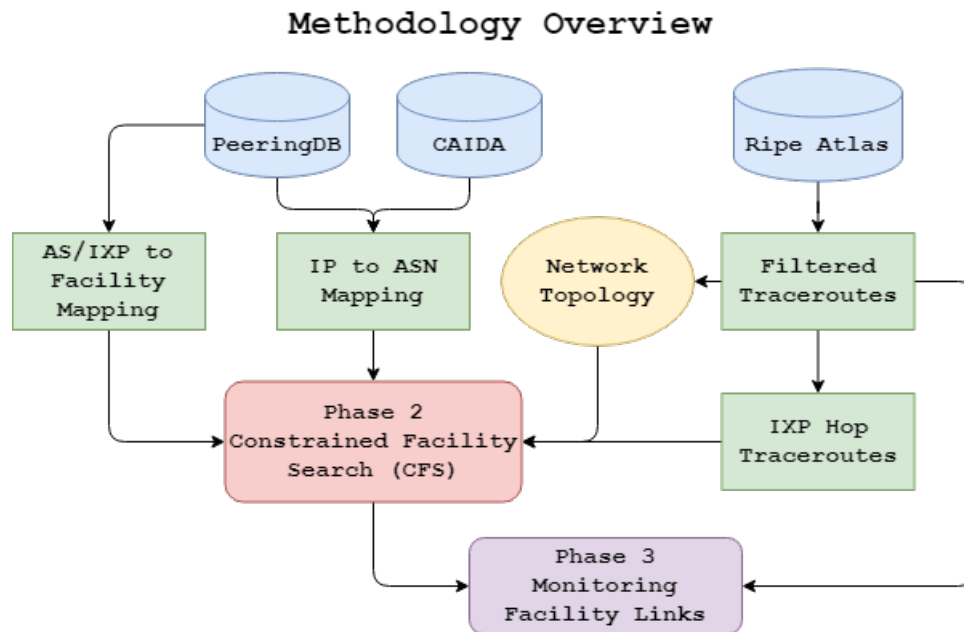 Methodology Overview
PeeringDB
CAIDA
Ripe Atlas
AS/IXP to
Facility
Mapping
IP to ASN
Mapping
Network
Topology
Filtered
Traceroutes
Phase 2
Constrained Facility
Search (CFS)
IXP Hop
Traceroutes
Phase 3
Monitoring
Facility Links